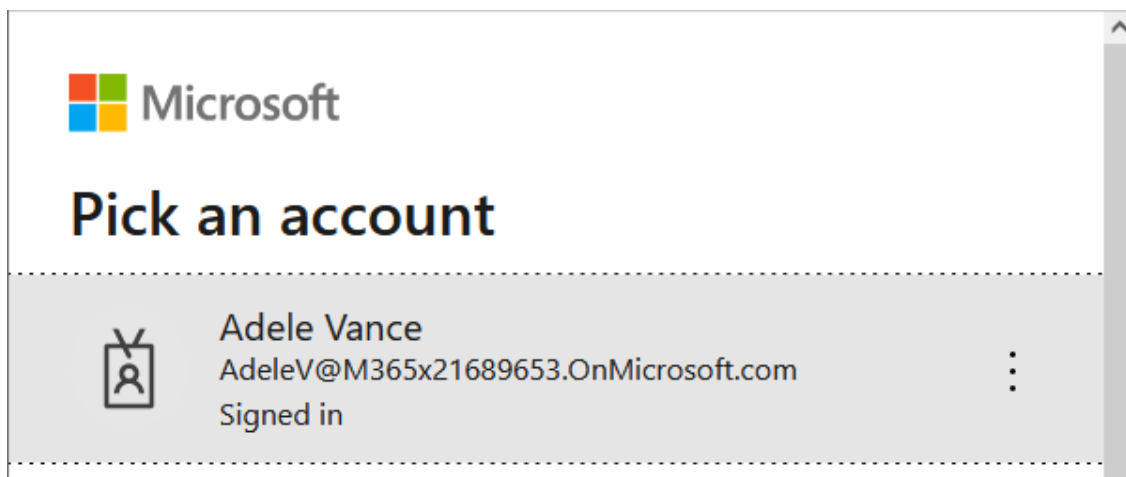 Microsoft
Pick an account
Adele Vance
AdeleV@M365x21689653.OnMicrosoft.com
Signed in